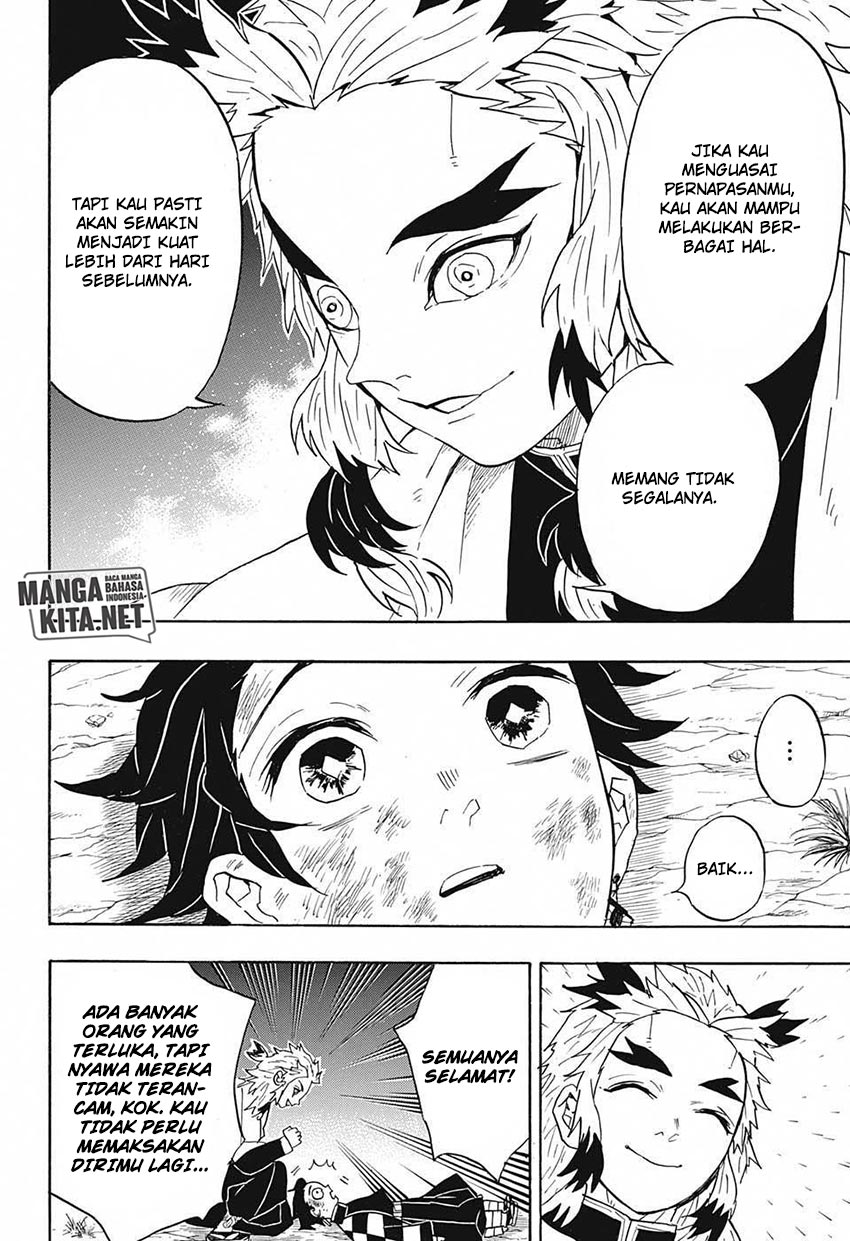 JIKA KAU
MENGUASAI
PERNAPASANMU,
KAU AKAN MAMPU
MELAKUKAN BER-
BAGAI HAL.
MEMANG TIDAK
SEGALANYA.
TAPI KAU PASTI
AKAN SEMAKIN
MENJADI KUAT
LEBIH DARI HARI
SEBELUMNYA.
MANGA
BACA MANGA
BAHASA
INDONESIA
KITA.NET
...
BAIK...
SEMUANYA
SELAMAT!
ADA BANYAK
ORANG YANG
TERLUKA, TAPI
NYAWA MEREKA
TIDAK TERAN-
CAM, KOK. KAU
TIDAK PERLU
MEMAKSAKAN
DIRIMU LAGI...